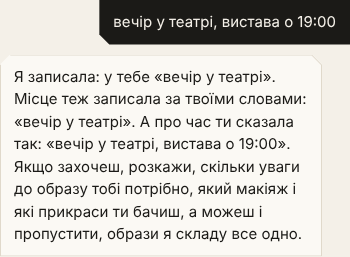 вечір у театрі, вистава о 19:00
Я записала: у тебе «вечір у театрі».
Місце теж записала за твоїми словами:
«вечір у театрі». А про час ти сказала
так: «вечір у театрі, вистава о 19:00».
Якщо захочеш, розкажи, скільки уваги
до образу тобі потрібно, який макіяж і
які прикраси ти бачиш, а можеш і
пропустити, образи я складу все одно.